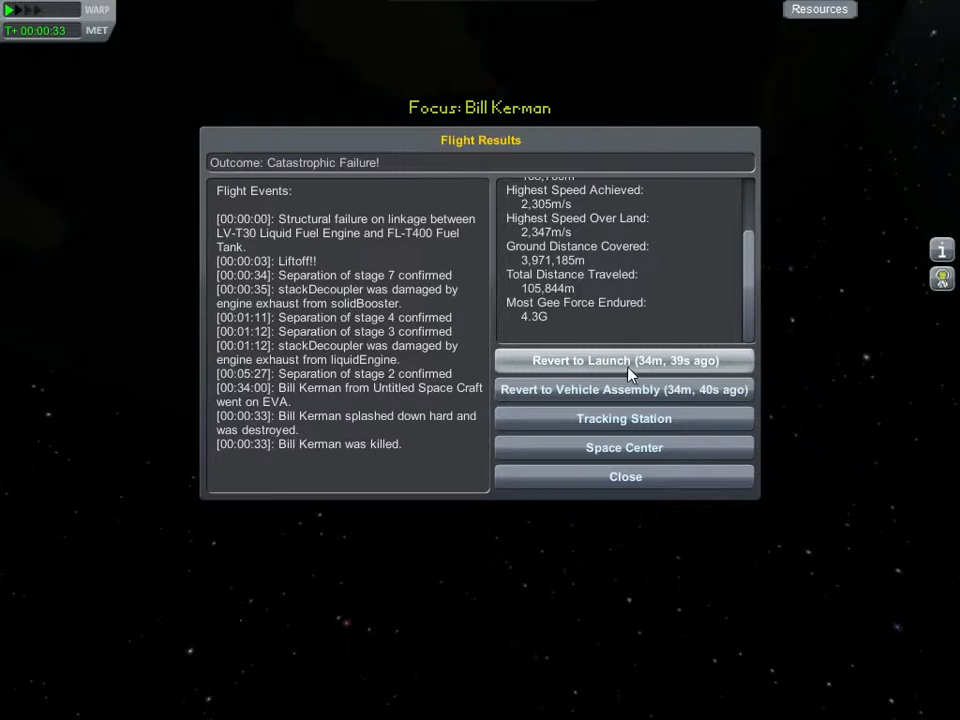 WARP
T+ 00:00:33 MET
Resources
Focus: Bill Kerman
Flight Results
Outcome: Catastrophic Failure!
Flight Events:
[00:00:00]: Structural failure on linkage between
LV-T30 Liquid Fuel Engine and FL-T400 Fuel
Tank.
[00:00:03]: Liftoff!!
[00:00:34]: Separation of stage 7 confirmed
[00:00:35]: stackDecoupler was damaged by
engine exhaust from solidBooster.
[00:01:11]: Separation of stage 4 confirmed
[00:01:12]: Separation of stage 3 confirmed
[00:01:12]: stackDecoupler was damaged by
engine exhaust from liquidEngine.
[00:05:27]: Separation of stage 2 confirmed
[00:34:00]: Bill Kerman from Untitled Space Craft
went on EVA.
[00:00:33]: Bill Kerman splashed down hard and
was destroyed.
[00:00:33]: Bill Kerman was killed.
Highest Speed Achieved:
2,305m/s
Highest Speed Over Land:
2,347m/s
Ground Distance Covered:
3,971,185m
Total Distance Traveled:
105,844m
Most Gee Force Endured:
4.3G
Revert to Launch (34m, 39s ago)
Revert to Vehicle Assembly (34m, 40s ago)
Tracking Station
Space Center
Close